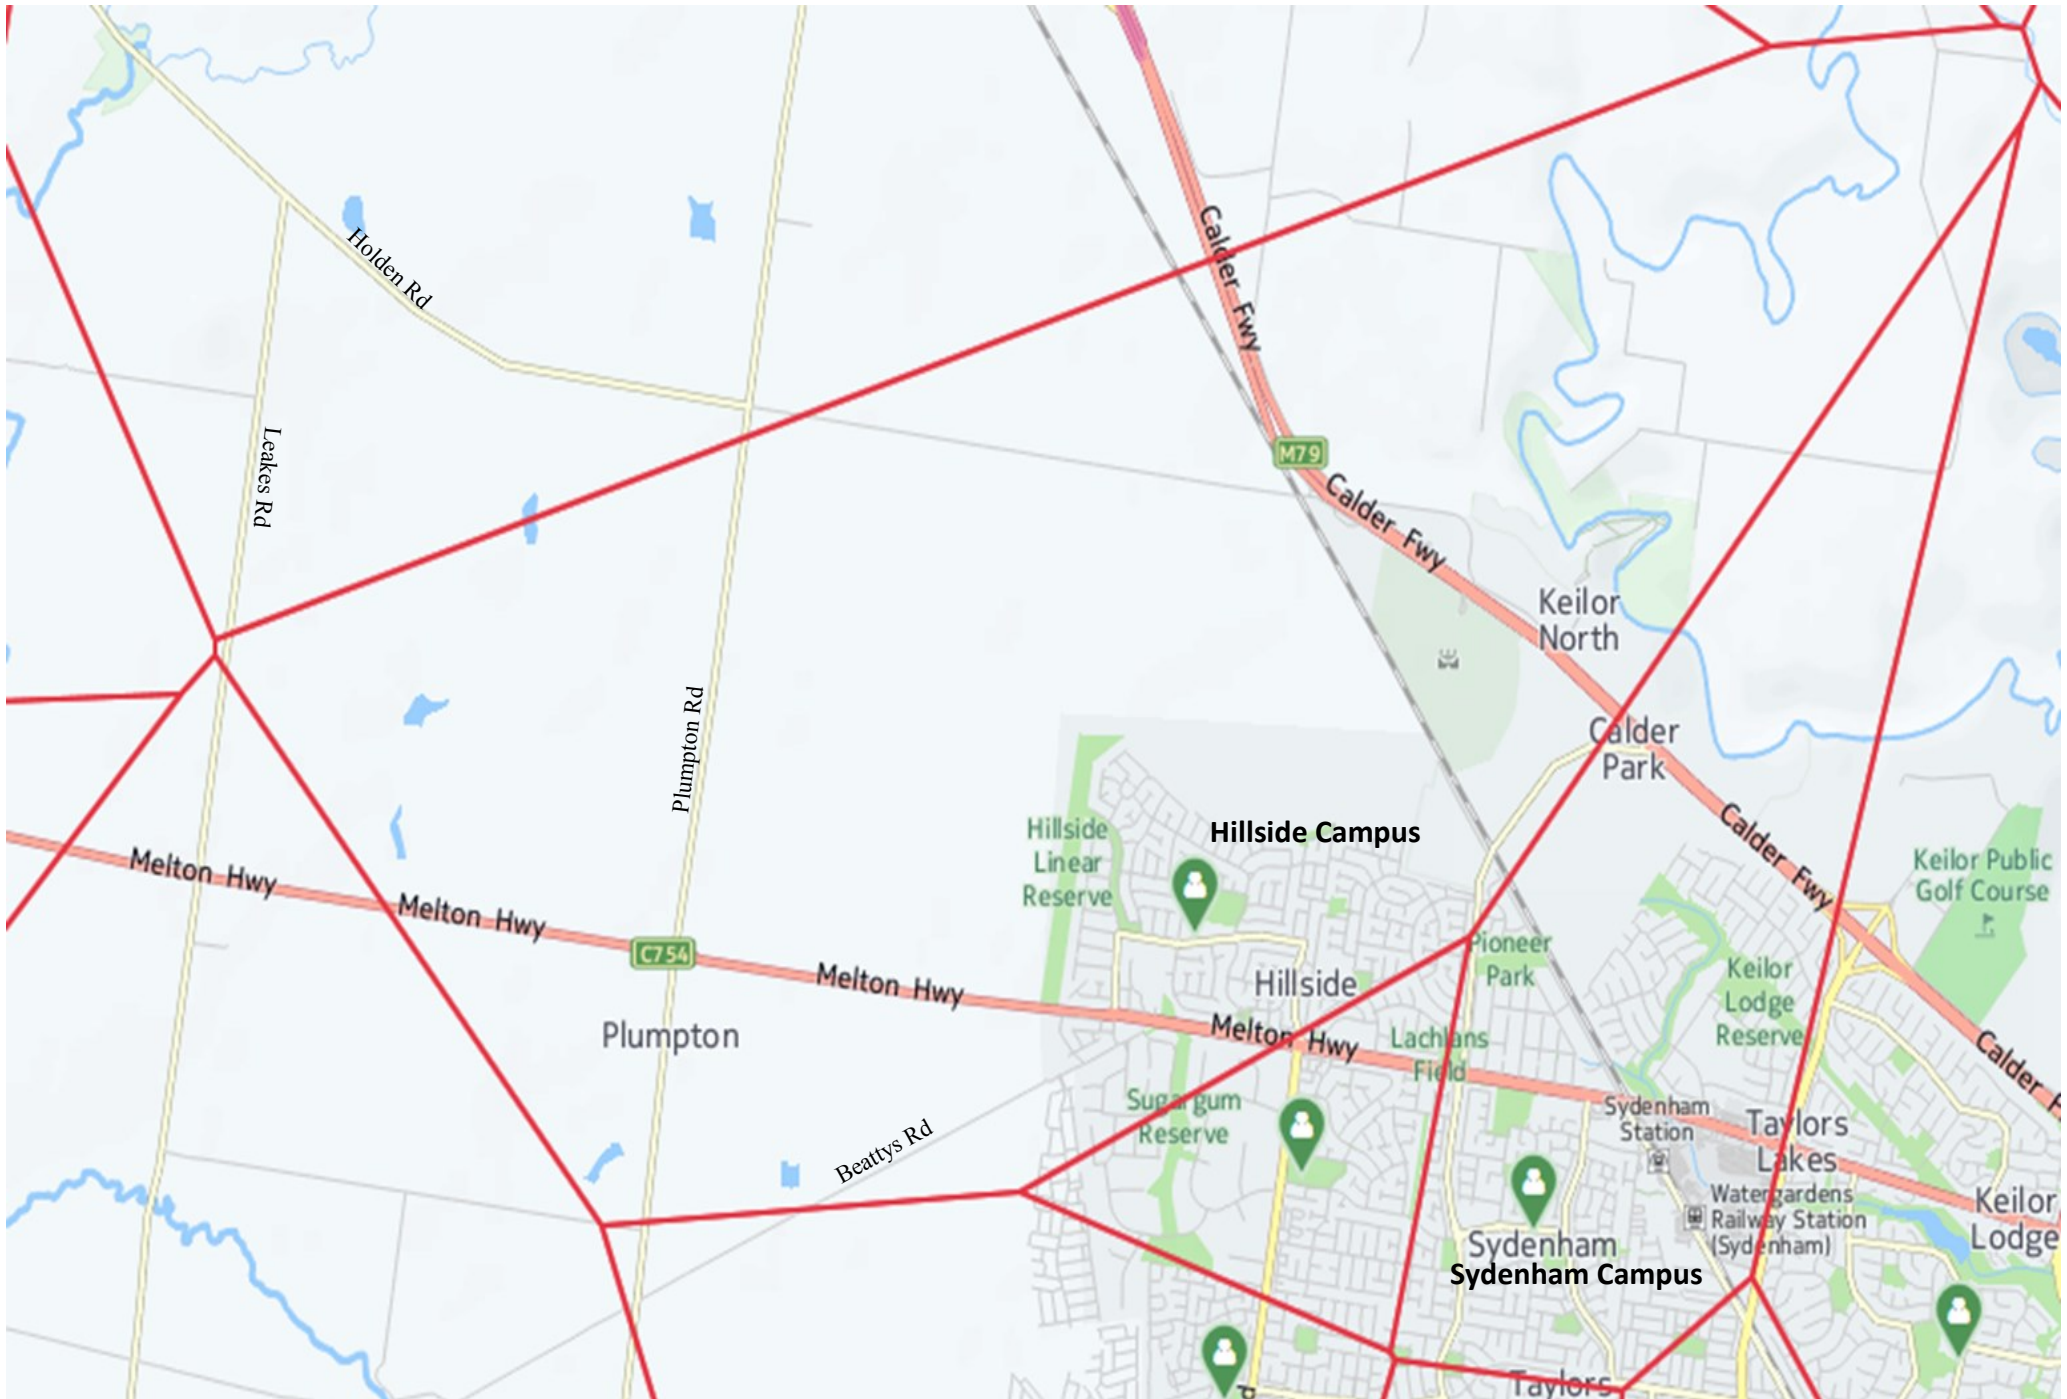 Calder Fwy
Holden Rd
Leakes Rd
M79
Calder Fwy
Keilor
North
Calder
Park
Plumpton Rd
Hillside
Linear
Reserve
Hillside Campus
Calder Fwy
Keilor Public
Golf Course
Melton Hwy
Melton Hwy
C754
Melton Hwy
Pioneer
Park
Hillside
Keilor
Lodge
Reserve
Plumpton
Melton Hwy
Lachlans
Field
Calder
Sugargum
Reserve
Beattys Rd
Sydenham
Station
Taylors
Lakes
Watergardens
Railway Station
(Sydenham)
Keilor
Lodge
Sydenham
Sydenham Campus
Taylors